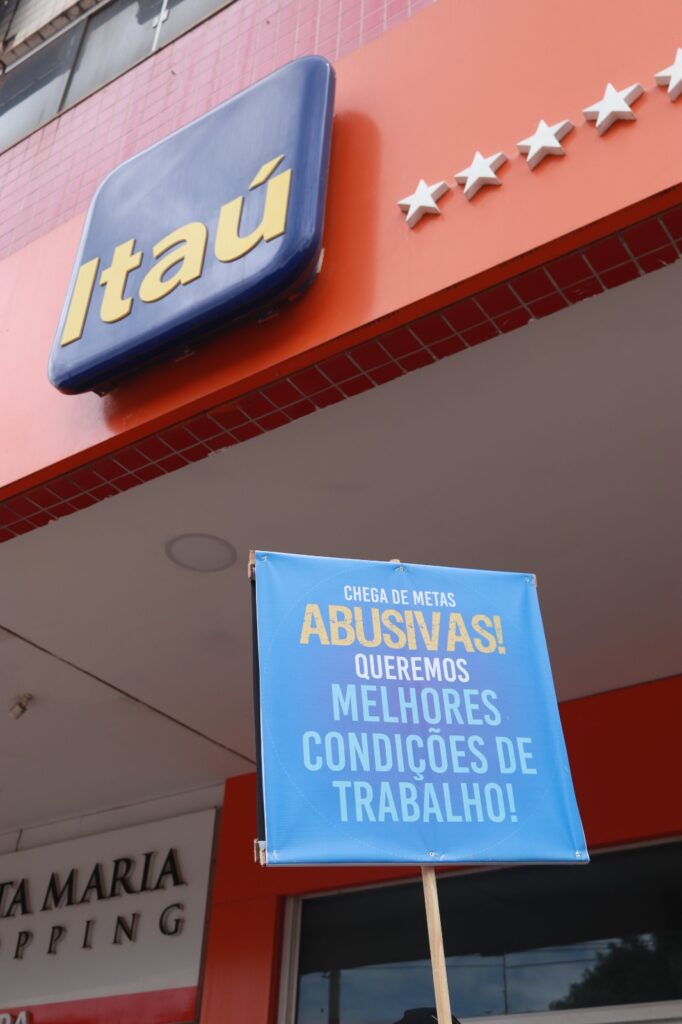 Itaú
CHEGA DE METAS
ABUSIVAS!
QUEREMOS
MELHORES
CONDIÇÕES DE
TRABALHO!
TA MARIA
OPPING